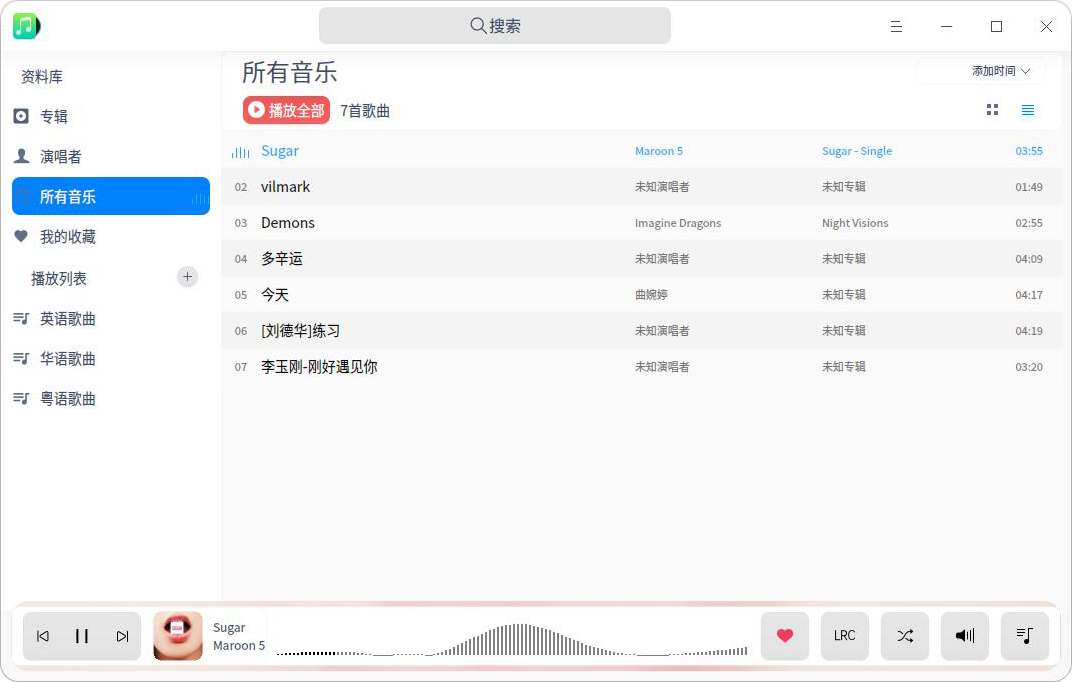 搜索
资料库
专辑
演唱者
所有音乐
我的收藏
播放列表
英语歌曲
华语歌曲
粤语歌曲
所有音乐
添加时间
播放全部 7首歌曲
Sugar Maroon 5 Sugar - Single 03:55
02 vilmark 未知演唱者 未知专辑 01:49
03 Demons Imagine Dragons Night Visions 02:55
04 多辛运 未知演唱者 未知专辑 04:09
05 今天 曲婉婷 未知专辑 04:17
06 [刘德华]练习 未知演唱者 未知专辑 04:19
07 李玉刚-刚好遇见你 未知演唱者 未知专辑 03:20
Sugar
Maroon 5
LRC